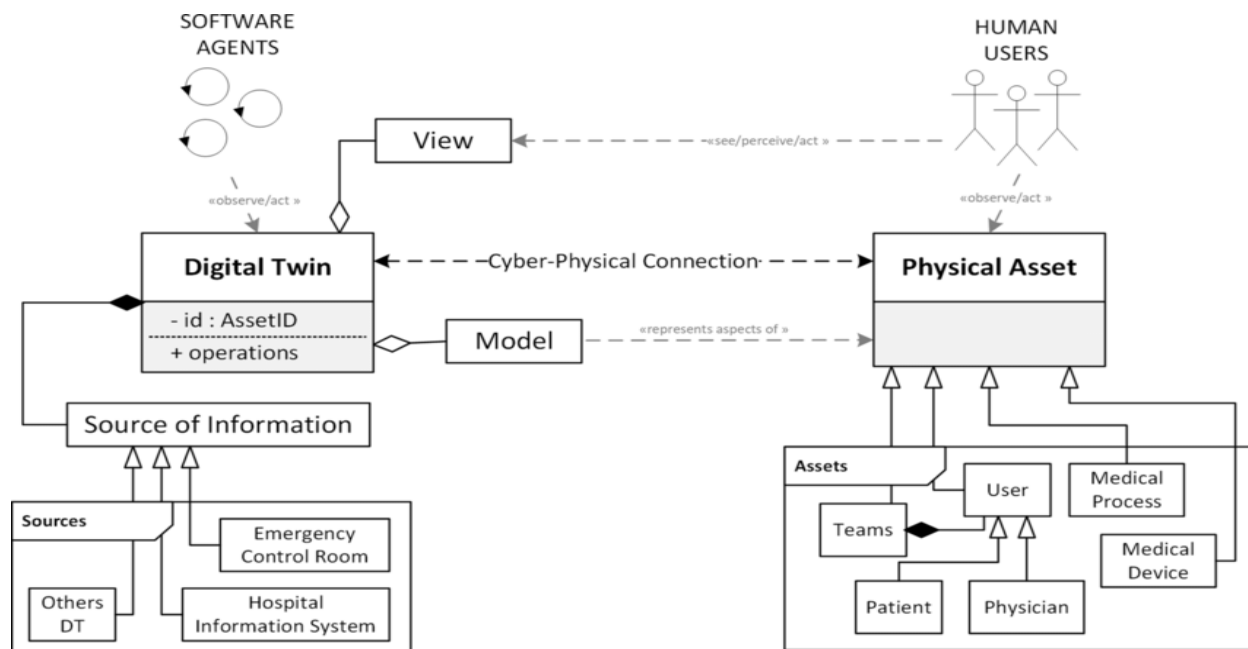 SOFTWARE
AGENTS
HUMAN
USERS
View
«see/perceive/act »
«observe/act »
«observe/act »
Digital Twin
Cyber-Physical Connection
Physical Asset
- id : AssetID
+ operations
Model
«represents aspects of »
Source of Information
Sources
Emergency
Control Room
Others
DT
Hospital
Information System
Assets
User
Medical
Process
Teams
Medical
Device
Patient
Physician